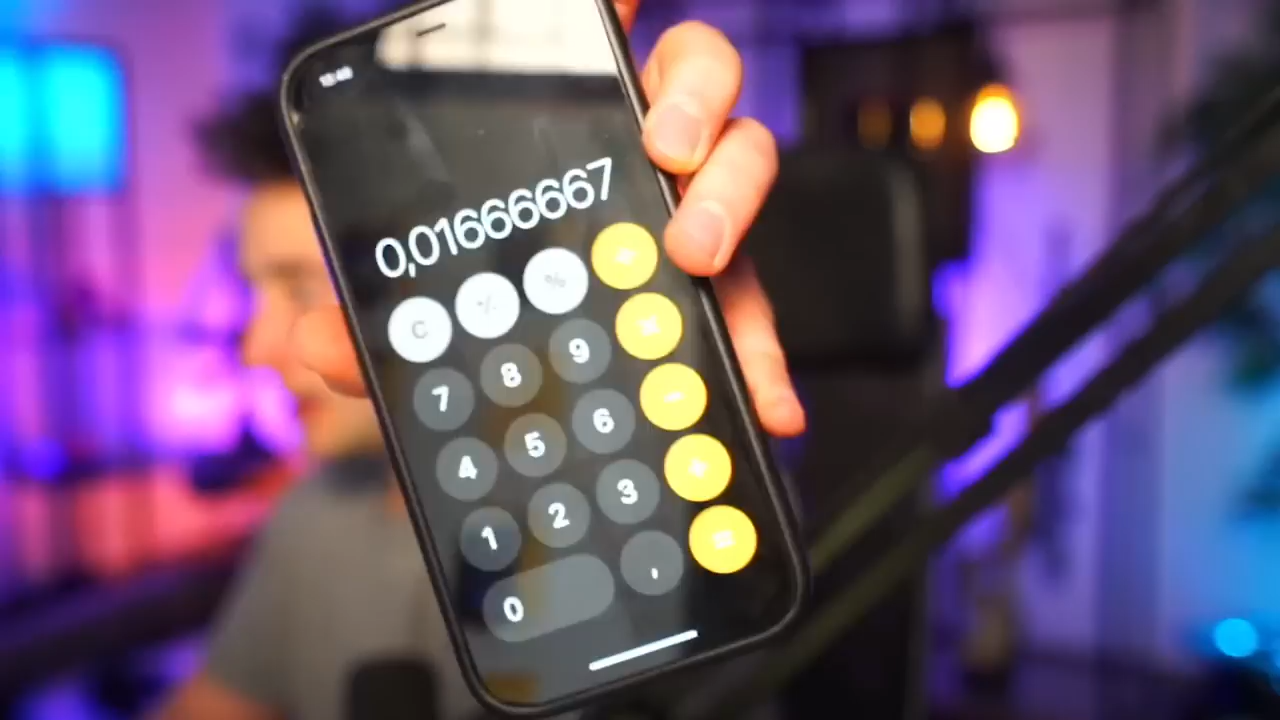 0,01666667
C %
7 8 9 ×
4 5 6 −
1 2 3 +
0 , =